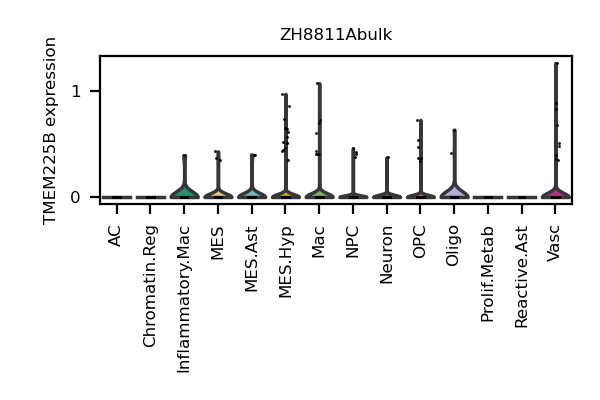 ZH8811Abulk
TMEM225B expression
1
0
AC
Chromatin.Reg
Inflammatory.Mac
MES
MES.Ast
MES.Hyp
Mac
NPC
Neuron
OPC
Oligo
Prolif.Metab
Reactive.Ast
Vasc